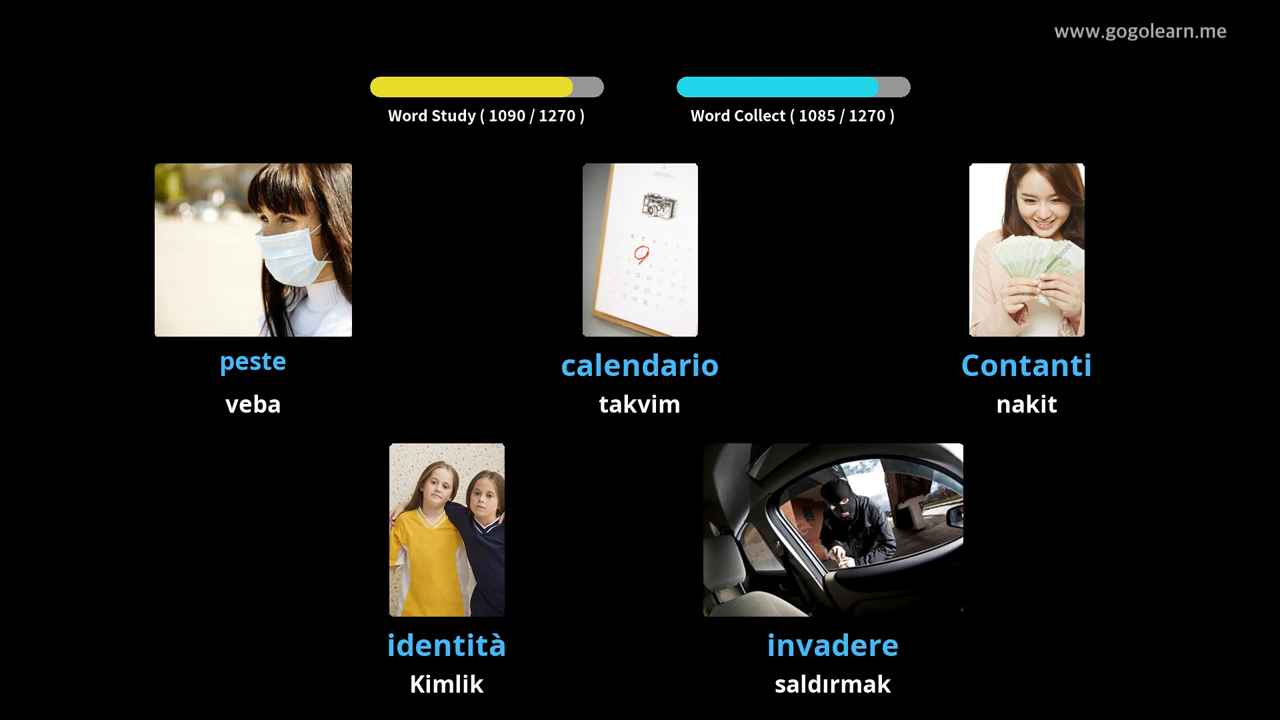 www.gogolearn.me
Word Study ( 1090 / 1270 )
Word Collect ( 1085 / 1270 )
9
peste
calendario
Contanti
veba
takvim
nakit
identità
invadere
Kimlik
saldırmak